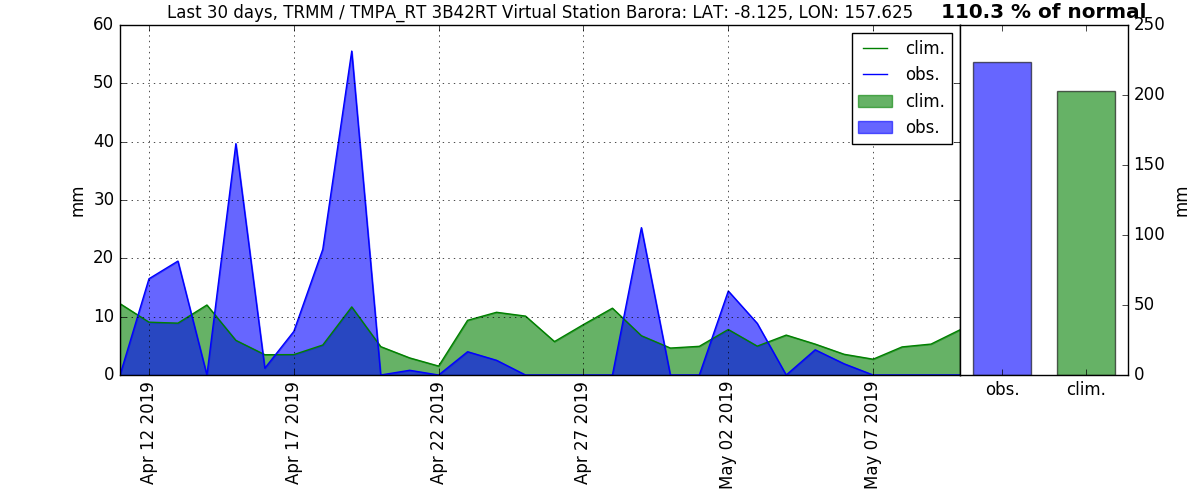 Last 30 days, TRMM / TMPA_RT 3B42RT Virtual Station Barora: LAT: -8.125, LON: 157.625
110.3 % of normal
60
50
40
30
20
10
0
mm
clim.
obs.
clim.
obs.
Apr 12 2019
Apr 17 2019
Apr 22 2019
Apr 27 2019
May 02 2019
May 07 2019
250
200
150
100
50
0
mm
obs.
clim.